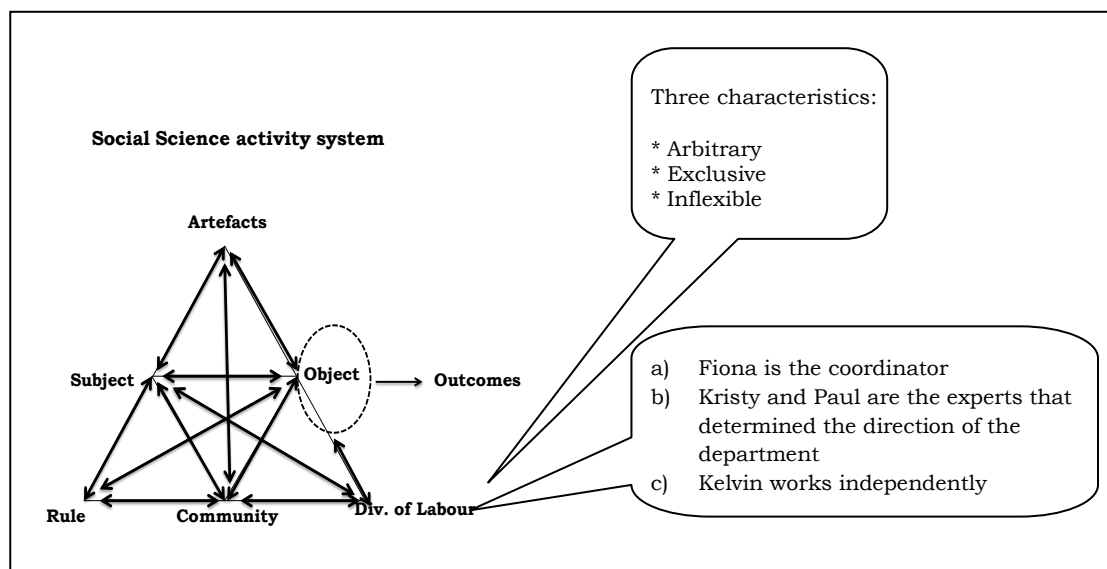 Three characteristics:
* Arbitrary
* Exclusive
* Inflexible
Social Science activity system
Artefacts
Subject
Object
Outcomes
a) Fiona is the coordinator
b) Kristy and Paul are the experts that
determined the direction of the
department
c) Kelvin works independently
Rule
Community
Div. of Labour